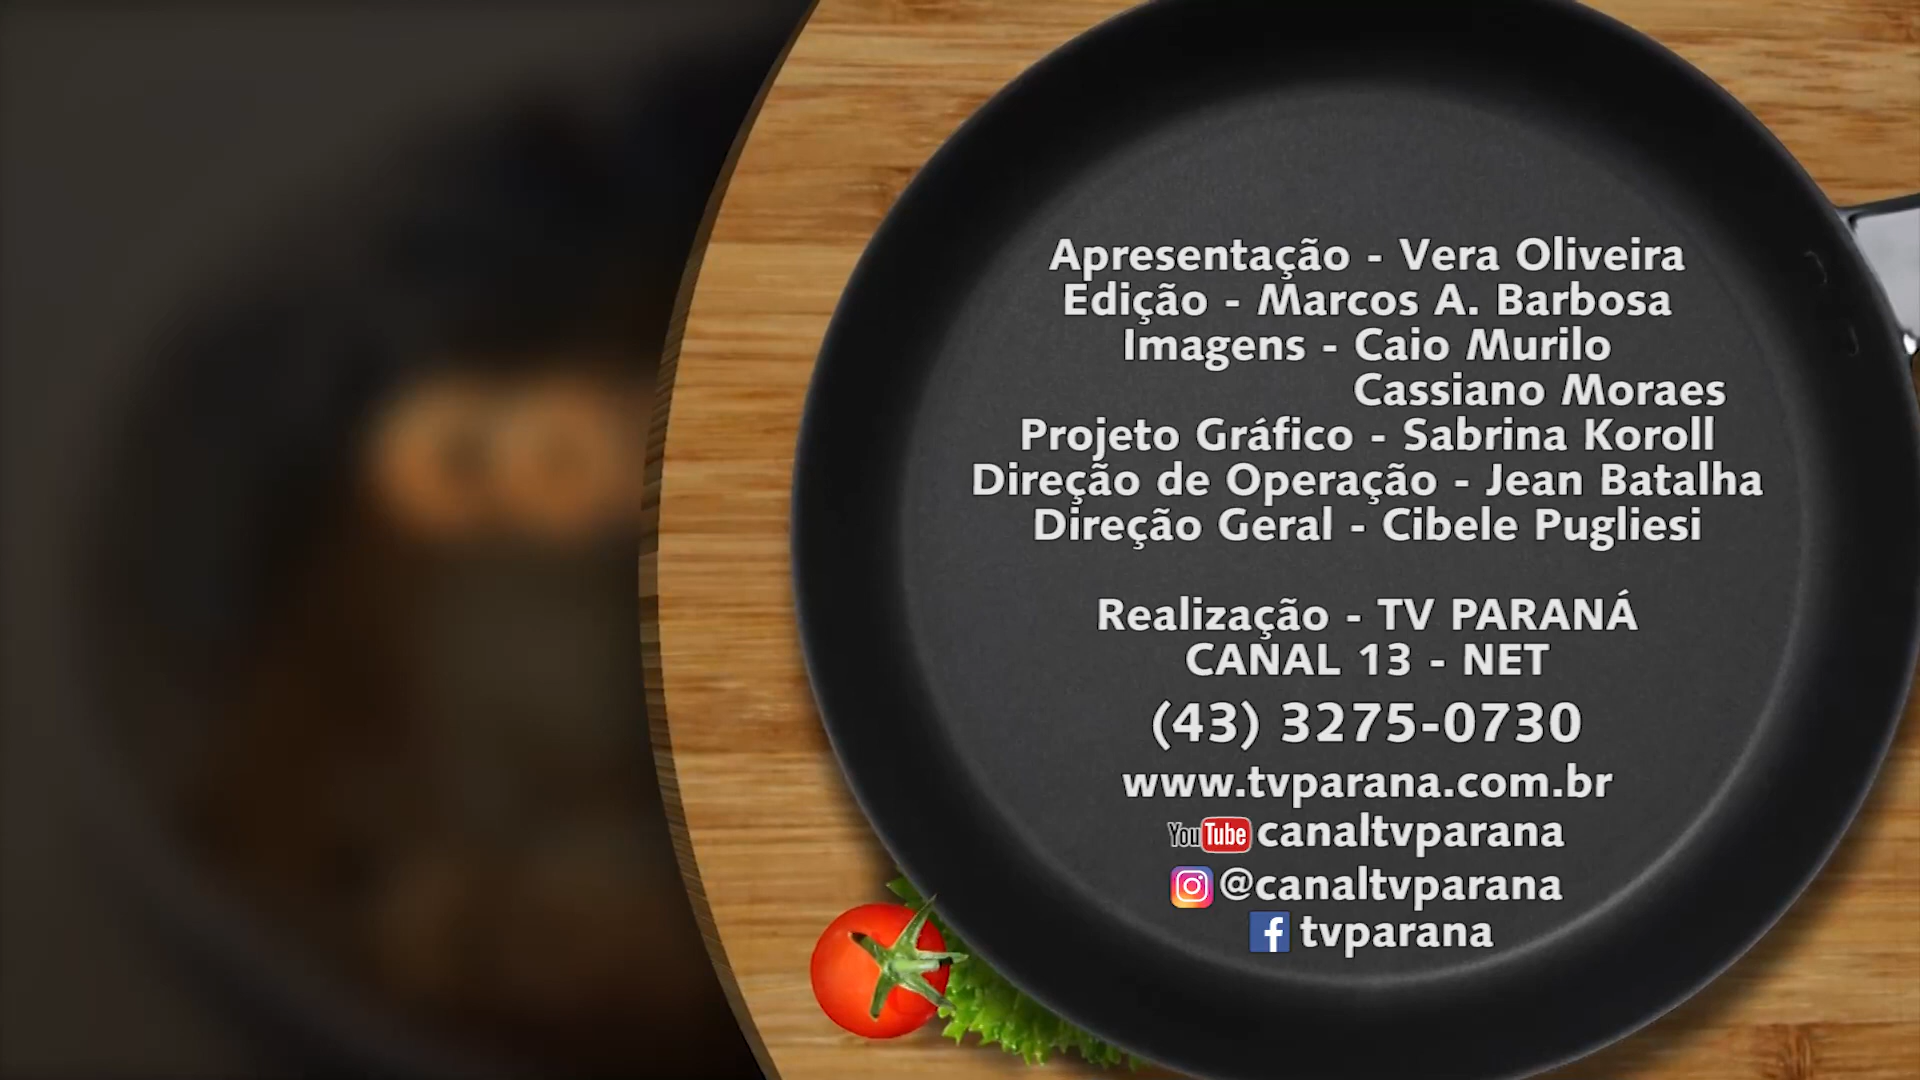 Apresentação - Vera Oliveira
Edição - Marcos A. Barbosa
Imagens - Caio Murilo
Cassiano Moraes
Projeto Gráfico - Sabrina Koroll
Direção de Operação - Jean Batalha
Direção Geral - Cibele Pugliesi
Realização - TV PARANÁ
CANAL 13 - NET
(43) 3275-0730
www.tvparana.com.br
YouTube canaltvparana
@canaltvparana
f tvparana